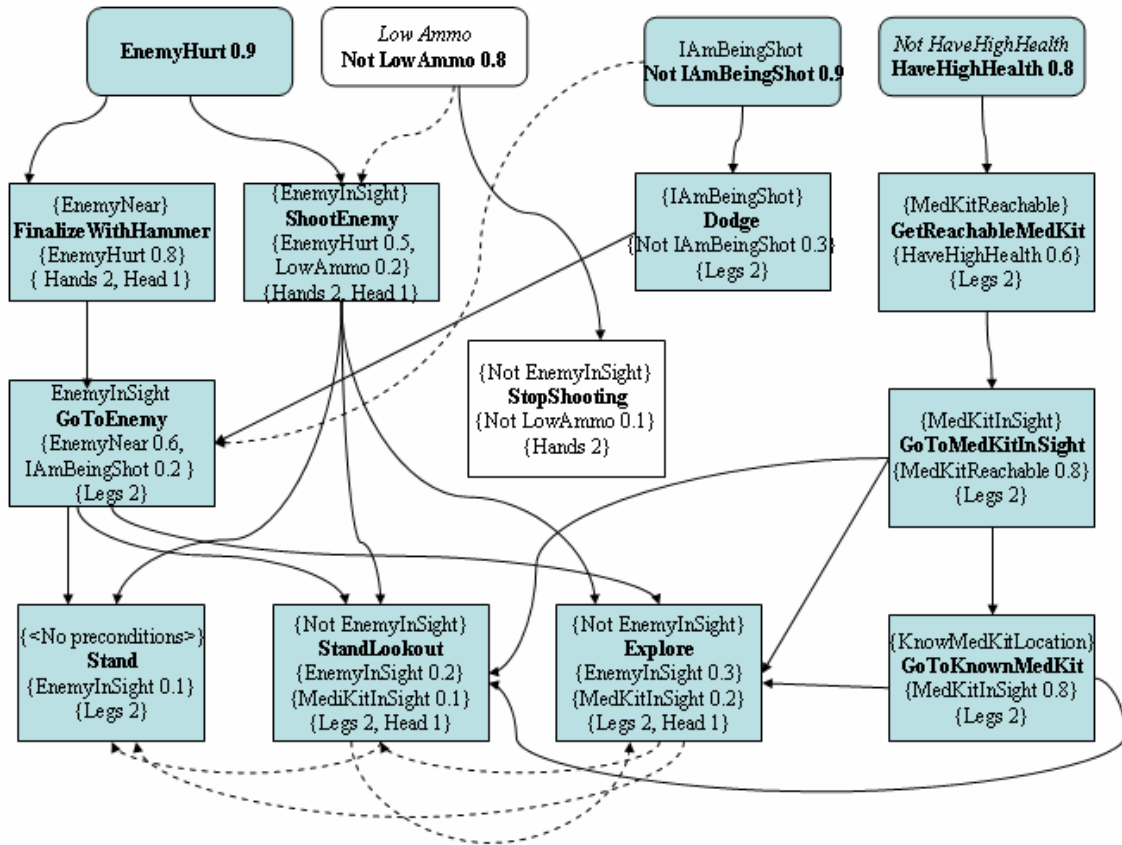 EnemyHurt 0.9
Low Ammo
Not LowAmmo 0.8
IAmBeingShot
Not IAmBeingShot 0.9
Not HaveHighHealth
HaveHighHealth 0.8
{EnemyNear}
FinalizeWithHammer
{EnemyHurt 0.8}
{ Hands 2, Head 1}
{EnemyInSight}
ShootEnemy
{EnemyHurt 0.5,
LowAmmo 0.2}
{Hands 2, Head 1}
{IAmBeingShot}
Dodge
{Not IAmBeingShot 0.3}
{Legs 2}
{MedKitReachable}
GetReachableMedKit
{HaveHighHealth 0.6}
{Legs 2}
{Not EnemyInSight}
StopShooting
{Not LowAmmo 0.1}
{Hands 2}
EnemyInSight
GoToEnemy
{EnemyNear 0.6,
IAmBeingShot 0.2 }
{Legs 2}
{MedKitInSight}
GoToMedKitInSight
{MedKitReachable 0.8}
{Legs 2}
{<No preconditions>}
Stand
{EnemyInSight 0.1}
{Legs 2}
{Not EnemyInSight}
StandLookout
{EnemyInSight 0.2}
{MediKitInSight 0.1}
{Legs 2, Head 1}
{Not EnemyInSight}
Explore
{EnemyInSight 0.3}
{MedKitInSight 0.2}
{Legs 2, Head 1}
{KnowMedKitLocation}
GoToKnownMedKit
{MedKitInSight 0.8}
{Legs 2}